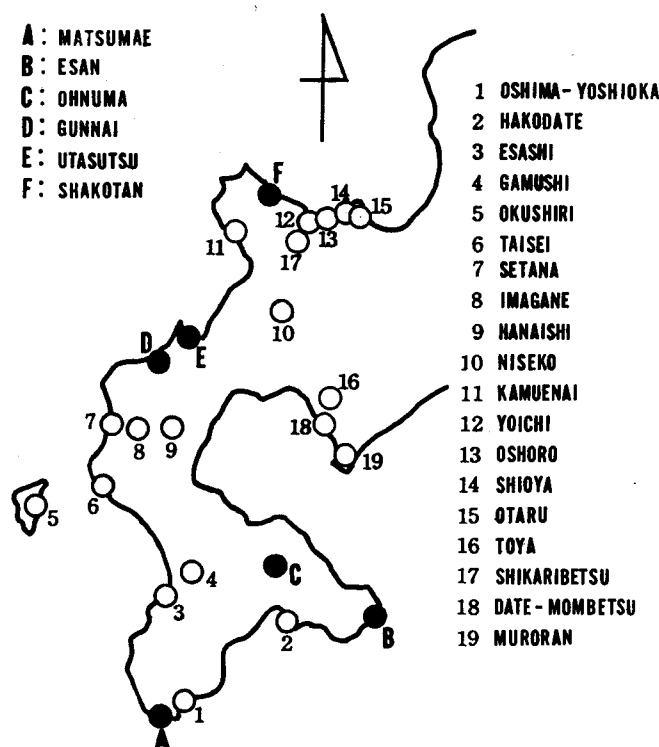 A: MATSUMAE
B: ESAN
C: OHNUMA
D: GUNNAI
E: UTASUTSU
F: SHAKOTAN
1 OSHIMA-YOSHIOKA
2 HAKODATE
3 ESASHI
4 GAMUSHI
5 OKUSHIRI
6 TAISEI
7 SETANA
8 IMAGANE
9 HANAISHI
10 NISEKO
11 KAMUENAI
12 YOICHI
13 OSHORO
14 SHIOYA
15 OTARU
16 TOYA
17 SHIKARIBETSU
18 DATE-MOMBETSU
19 MURORAN
F
14
12
13
15
11
17
10
D
E
16
7
8
9
18
19
6
5
4
C
3
2
B
1
A